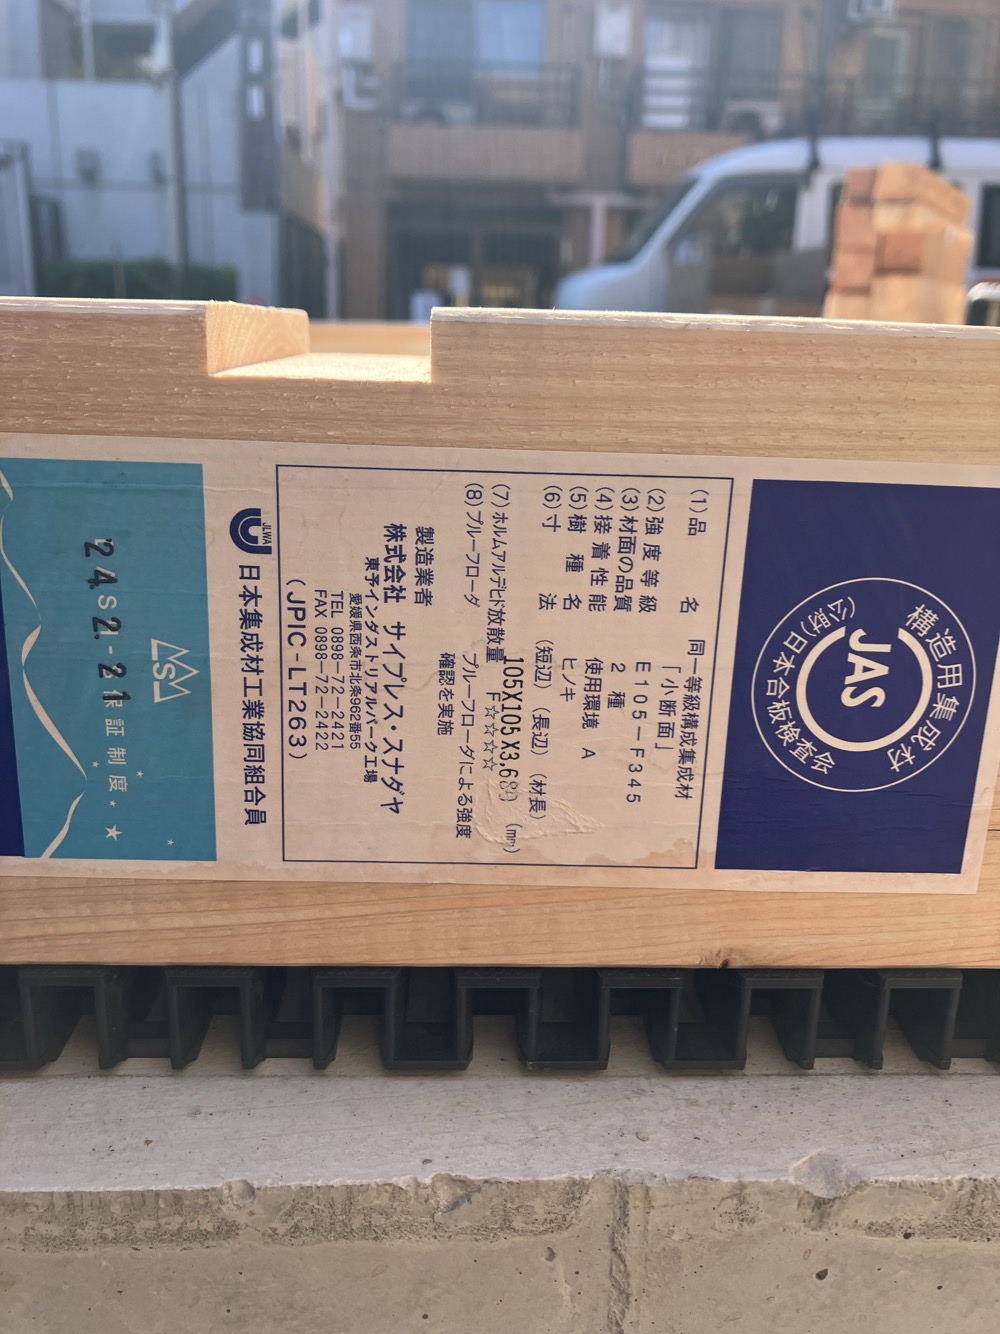 構造用集成材
JAS
(公財)日本合板検査会
(1)品 名 同一等級構成集成材
「小断面」
(2)強度等級 E105-F345
(3)材面の品質 2 種
(4)接着性能 使用環境 A
(5)樹種名 ヒノキ
(6)寸 法 (短辺)(長辺)(材長)
105X105X3,680 (mm)
(7)ホルムアルデヒド放散量 F☆☆☆☆
(8)プルーフローダ プルーフローダによる強度
確認を実施
製造業者
株式会社 サイプレス・スナダヤ
東予インダストリアルパーク工場
愛媛県西条市北条962番55
TEL 0898-72-2421
FAX 0898-72-2422
(JPIC-LT263)
JLWA 日本集成材工業協同組合員
SM
保証制度
24S2-21